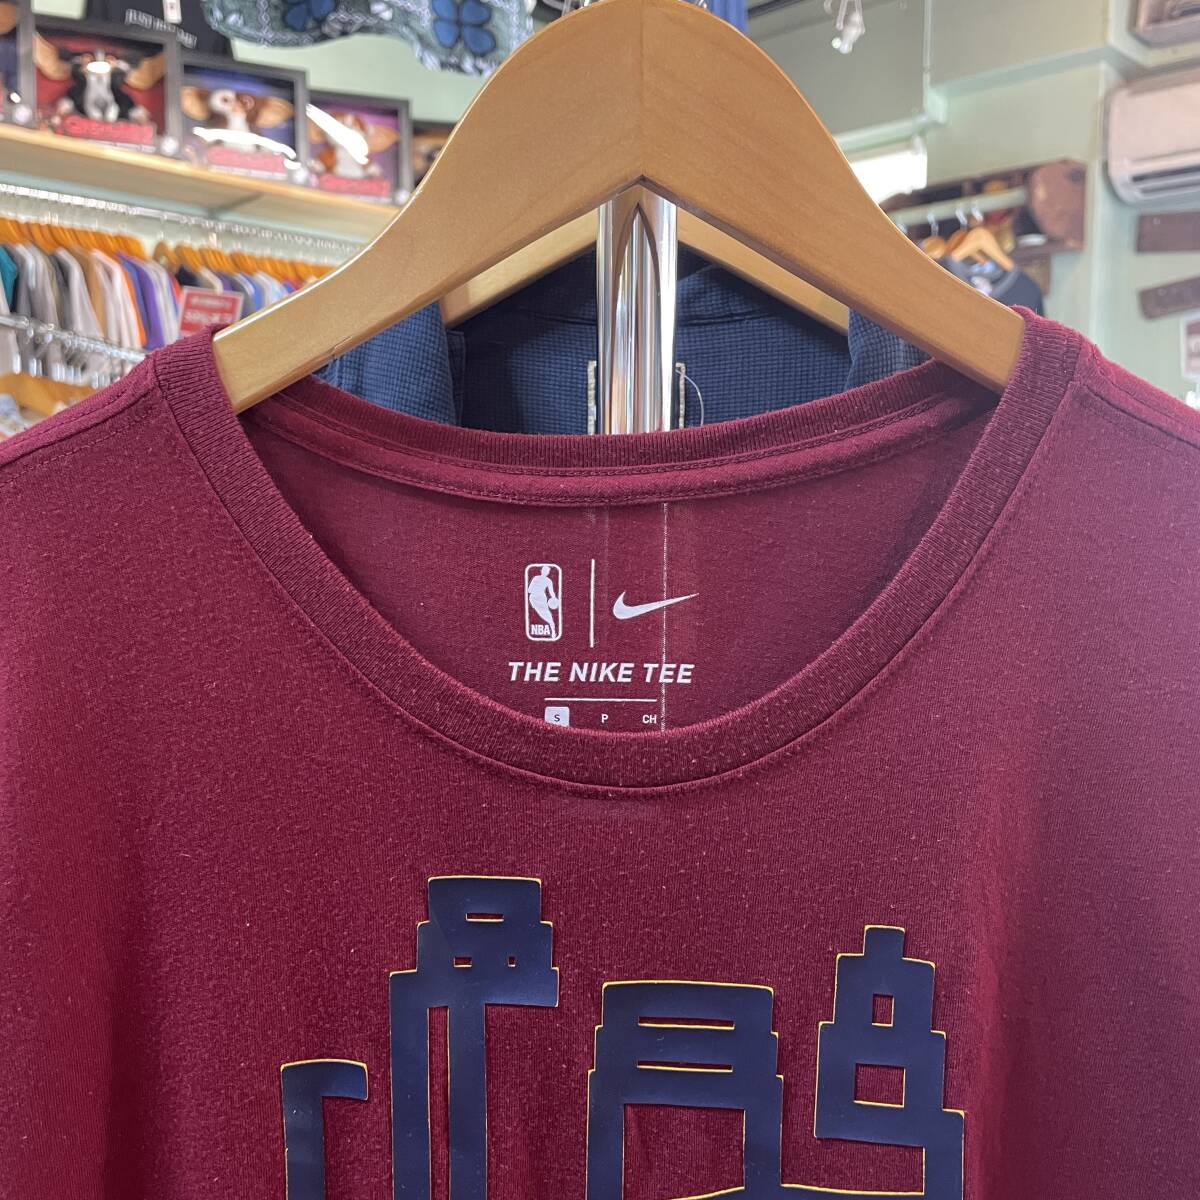 NBA
THE NIKE TEE
S P CH